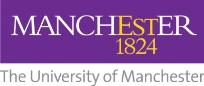 MANCHESTER
1824
The University of Manchester